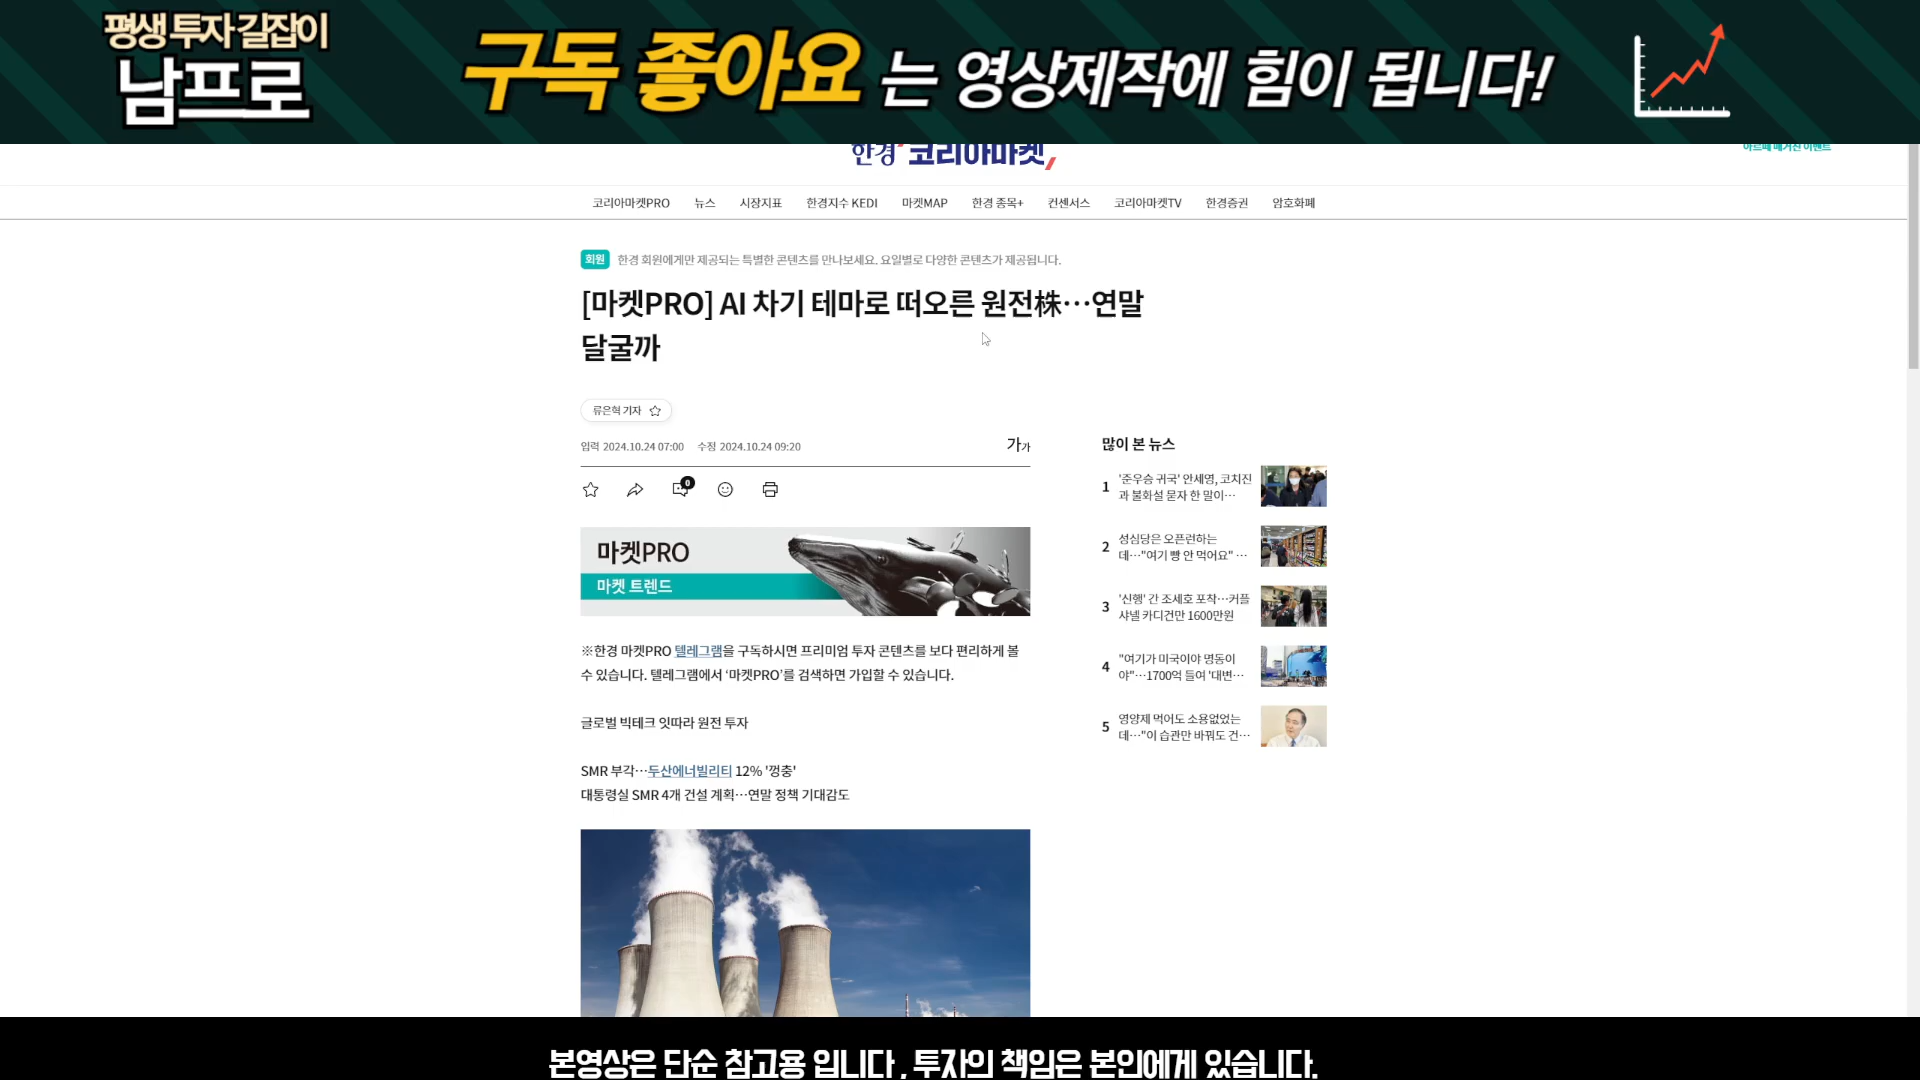 평생 투자 길잡이
남프로
구독 좋아요 는 영상제작에 힘이 됩니다!
한경 코리아마켓
아르떼 매거진 이벤트
코리아마켓PRO 뉴스 시장지표 한경지수 KEDI 마켓MAP 한경 종목+ 컨센서스 코리아마켓TV 한경증권 암호화폐
회원 한경 회원에게만 제공되는 특별한 콘텐츠를 만나보세요. 요일별로 다양한 콘텐츠가 제공됩니다.
[마켓PRO] AI 차기 테마로 떠오른 원전株…연말
달굴까
류은혁 기자
입력 2024.10.24 07:00 수정 2024.10.24 09:20
가가
0
마켓PRO
마켓 트렌드
※한경 마켓PRO 텔레그램을 구독하시면 프리미엄 투자 콘텐츠를 보다 편리하게 볼
수 있습니다. 텔레그램에서 ‘마켓PRO’를 검색하면 가입할 수 있습니다.
글로벌 빅테크 잇따라 원전 투자
SMR 부각…두산에너빌리티 12% '껑충'
대통령실 SMR 4개 건설 계획…연말 정책 기대감도
많이 본 뉴스
1 '준우승 귀국' 안세영, 코치진
과 불화설 묻자 한 말이…
2 성심당은 오픈런하는
데…"여기 빵 안 먹어요" …
3 '신행' 간 조세호 포착…커플
샤넬 카디건만 1600만원
4 "여기가 미국이야 명동이
야"…1700억 들여 '대변…
5 영양제 먹어도 소용없었는
데…"이 습관만 바꿔도 건…
본영상은 단순 참고용 입니다 , 투자의 책임은 본인에게 있습니다.